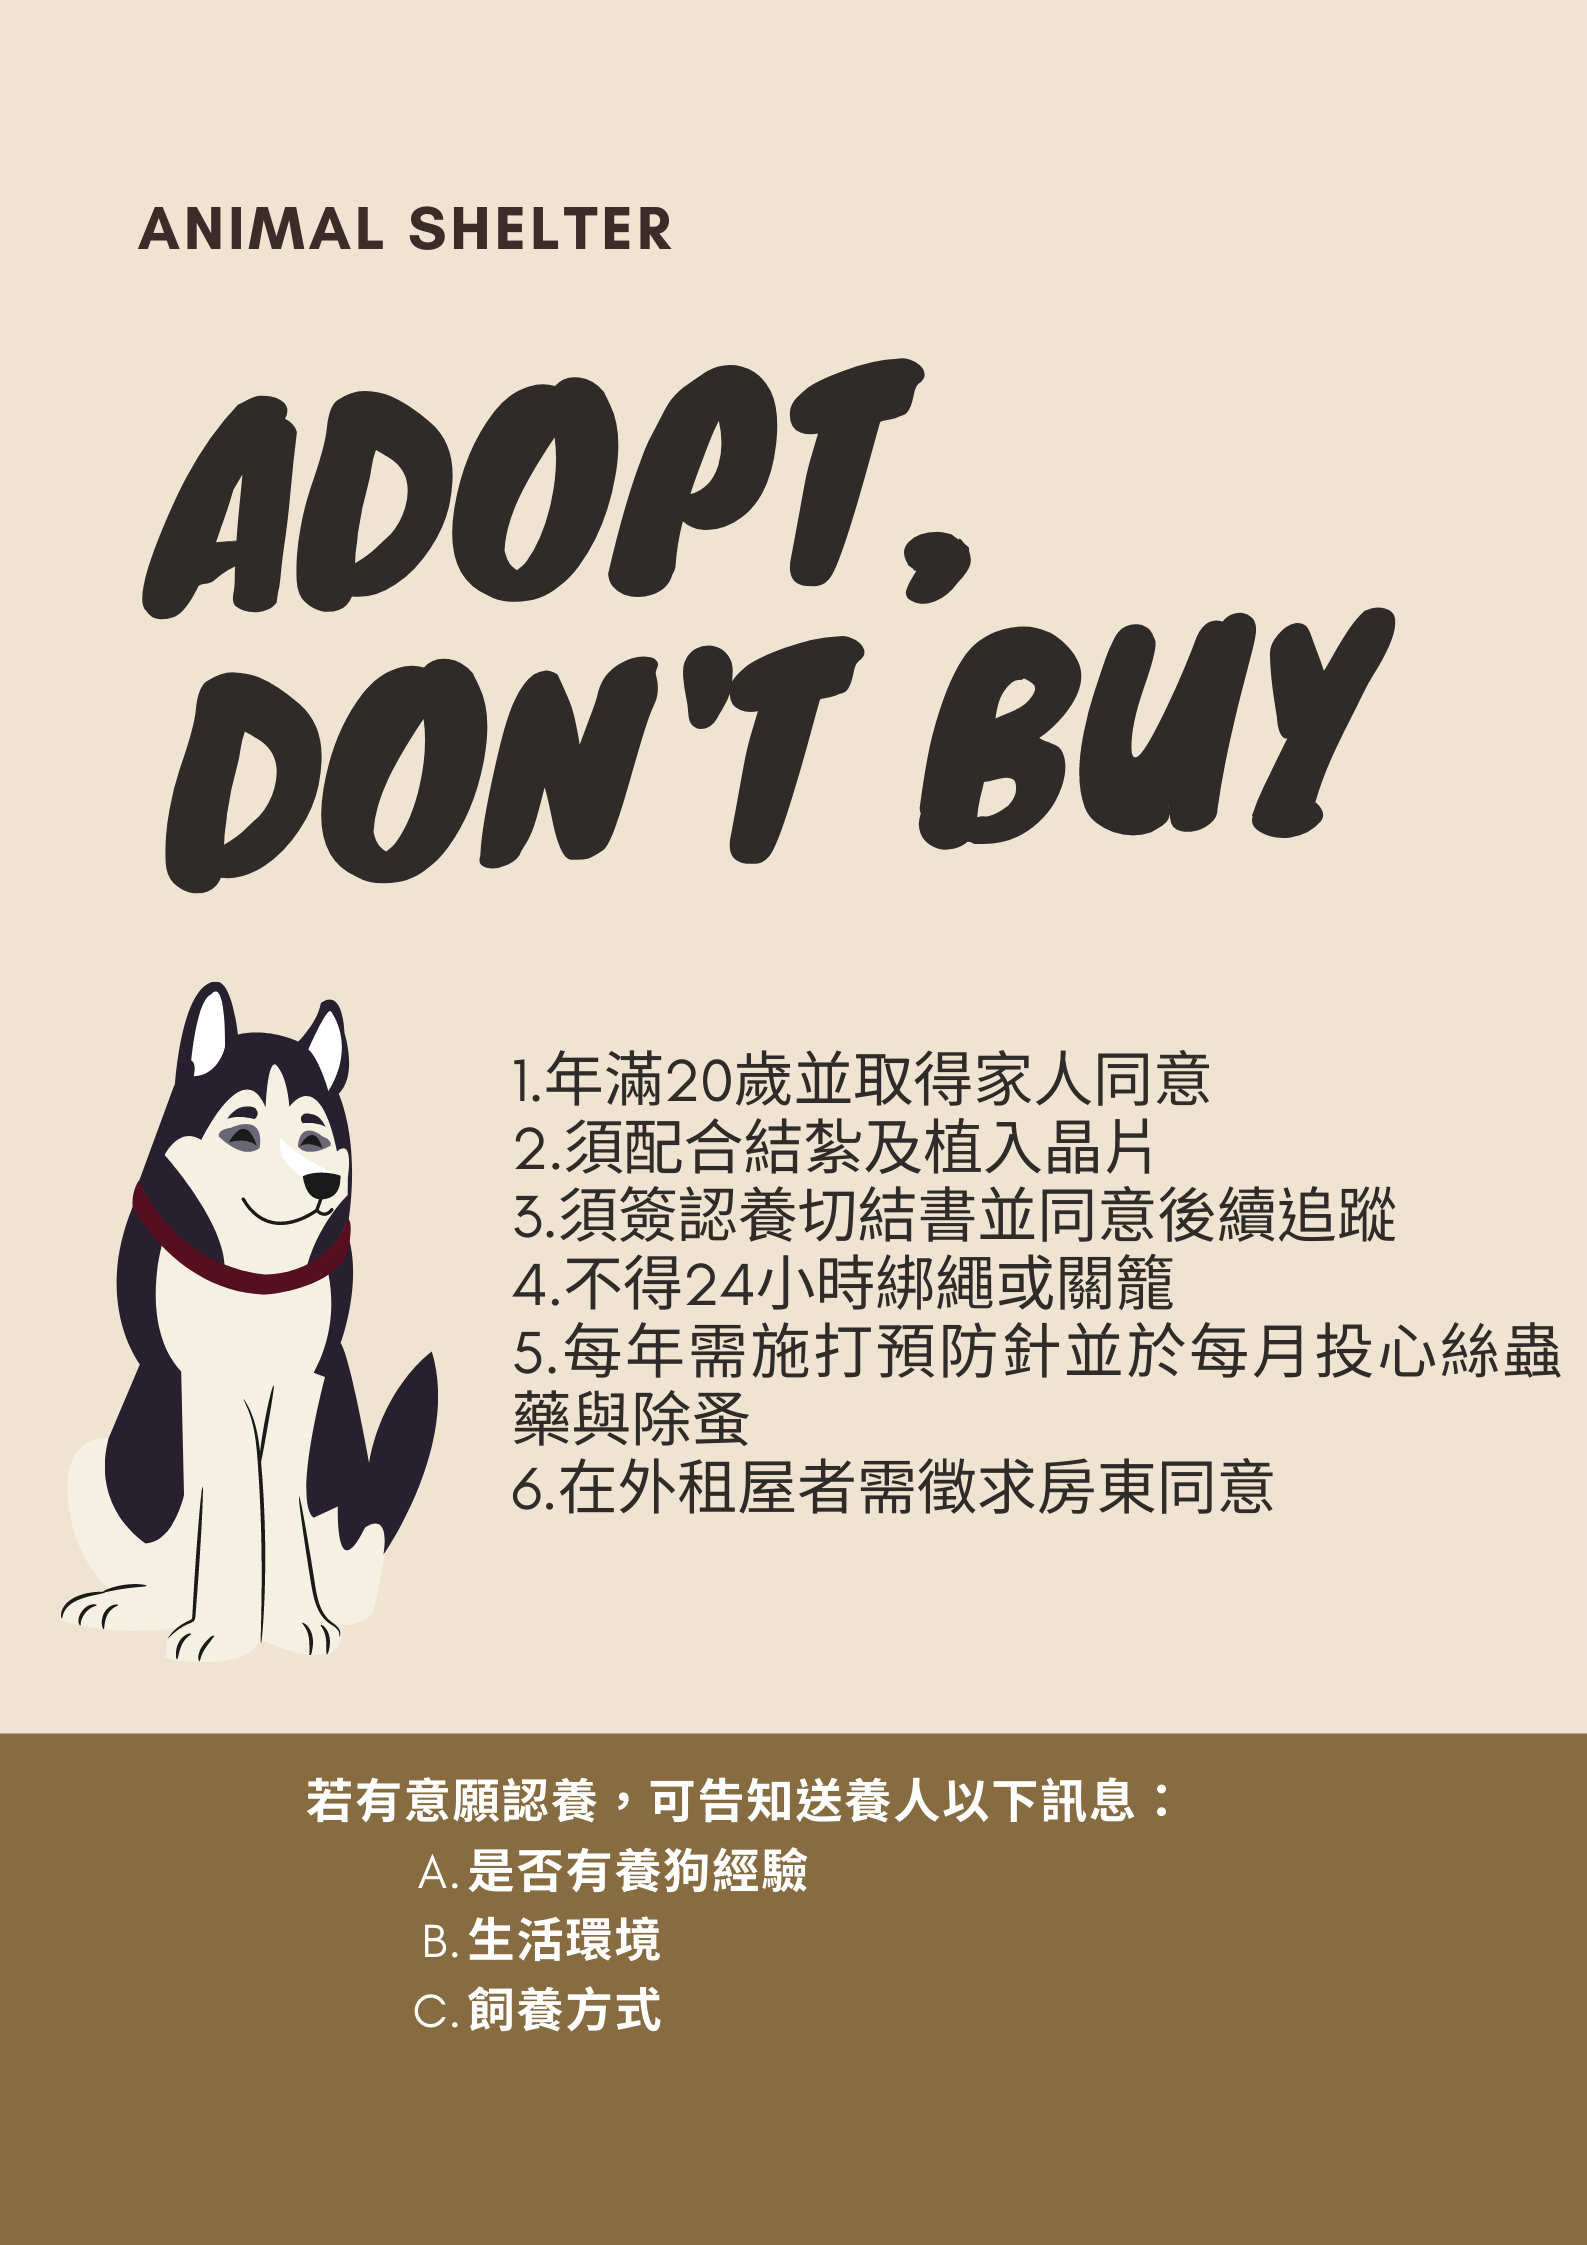 ANIMAL SHELTER
ADOPT,
DON'T BUY
1.年滿20歲並取得家人同意
2.須配合結紮及植入晶片
3.須簽認養切結書並同意後續追蹤
4.不得24小時綁繩或關籠
5.每年需施打預防針並於每月投心絲蟲
藥與除蚤
6.在外租屋者需徵求房東同意
若有意願認養，可告知送養人以下訊息：
A. 是否有養狗經驗
B. 生活環境
C. 飼養方式